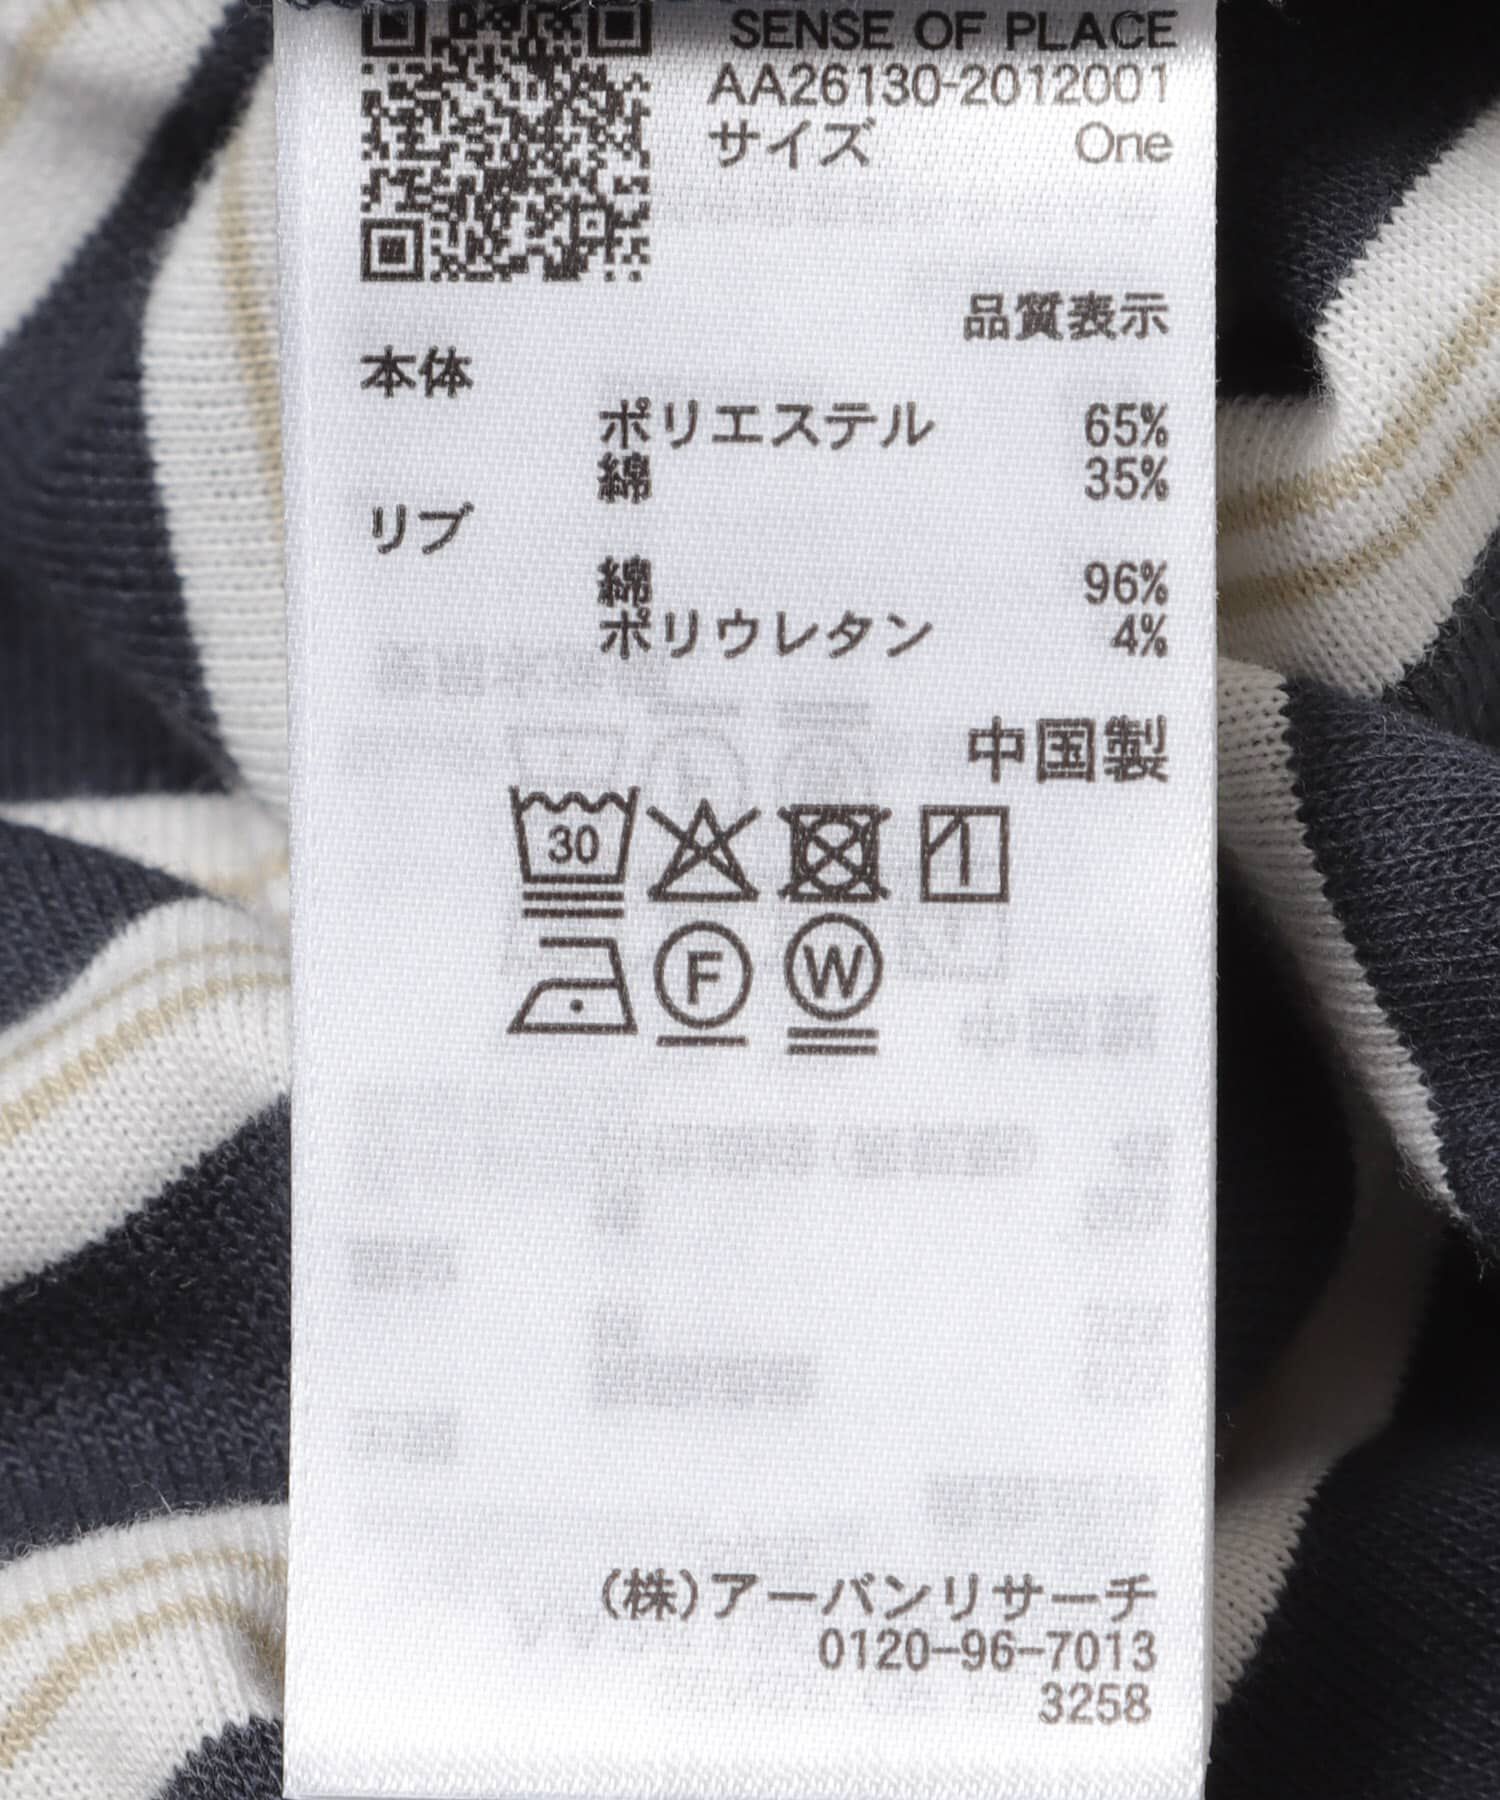 SENSE OF PLACE
AA26130-2012001
サイズ One
品質表示
本体
ポリエステル 65%
綿 35%
リブ
綿 96%
ポリウレタン 4%
中国製
30
F W
(株)アーバンリサーチ
0120-96-7013
3258